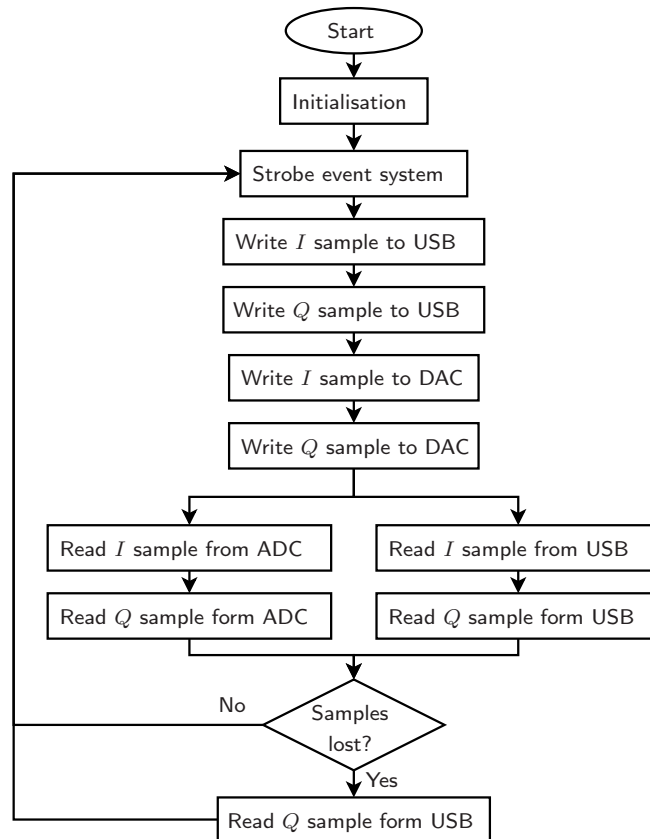 Start
Initialisation
Strobe event system
Write I sample to USB
Write Q sample to USB
Write I sample to DAC
Write Q sample to DAC
Read I sample from ADC
Read I sample from USB
Read Q sample form ADC
Read Q sample form USB
No
Samples
lost?
Yes
Read Q sample form USB